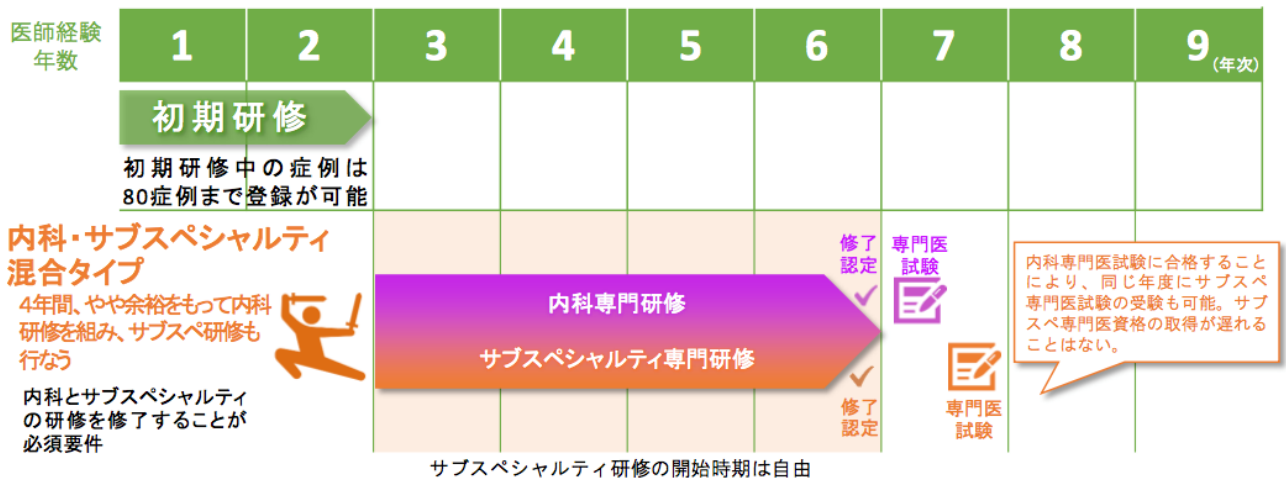 医師経験
年数
1 2 3 4 5 6 7 8 9(年次)
初期研修
初期研修中の症例は
80症例まで登録が可能
内科・サブスペシャルティ
混合タイプ
4年間、やや余裕をもって内科
研修を組み、サブスペ研修も
行なう
内科とサブスペシャルティ
の研修を修了することが
必須要件
内科専門研修
サブスペシャルティ専門研修
修了
認定
専門医
試験
修了
認定
専門医
試験
内科専門医試験に合格すること
により、同じ年度にサブスペ
専門医試験の受験も可能。サブ
スペ専門医資格の取得が遅れる
ことはない。
サブスペシャルティ研修の開始時期は自由